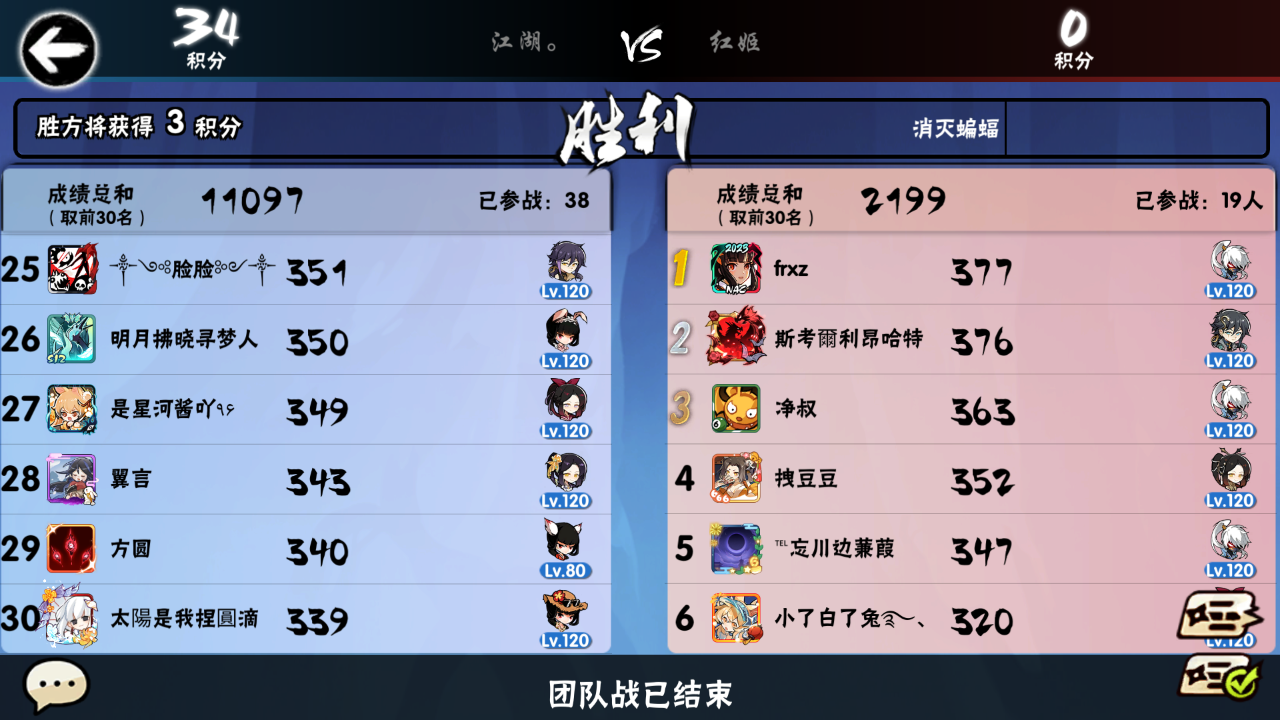 34
积分
江湖。
VS
红姬
0
积分
胜方将获得 3 积分
胜利
消灭蝙蝠
成绩总和
(取前30名)
11097
已参战: 38
25 脸脸 351 Lv.120
26 明月拂晓寻梦人 350 Lv.120
27 是星河酱吖 349 Lv.120
28 翼言 343 Lv.120
29 方圆 340 Lv.80
30 太陽是我捏圓滴 339 Lv.120
成绩总和
(取前30名)
2199
已参战: 19人
1 2023 frxz 377 Lv.120
2 斯考爾利昂哈特 376 Lv.120
3 净叔 363 Lv.120
4 拽豆豆 352 Lv.120
5 TEL忘川边蒹葭 347 Lv.120
6 小了白了兔 320 Lv.120
团队战已结束